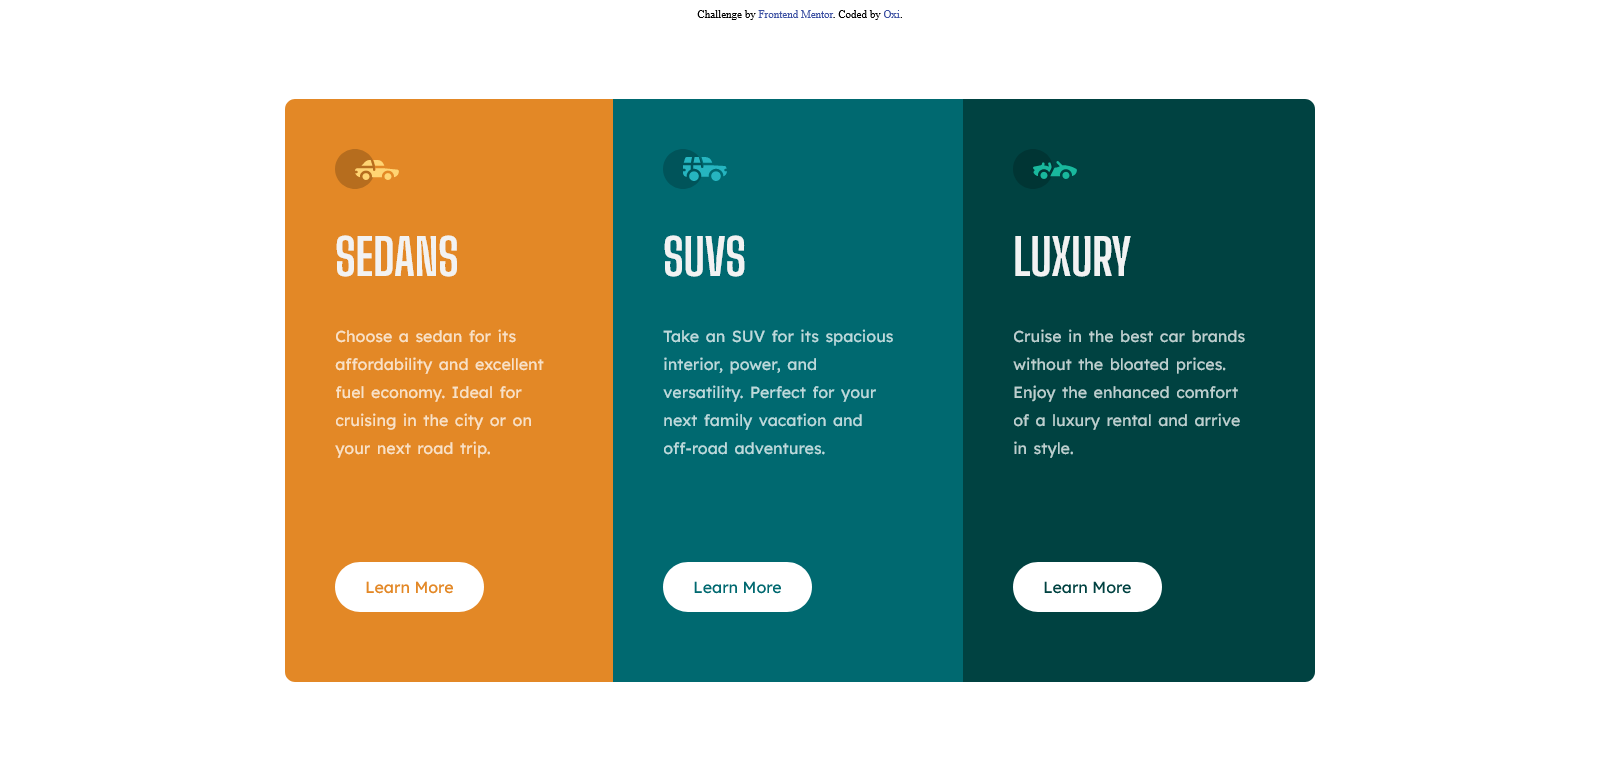 Challenge by Frontend Mentor. Coded by Oxi.
SEDANS
Choose a sedan for its
affordability and excellent
fuel economy. Ideal for
cruising in the city or on
your next road trip.
Learn More
SUVS
Take an SUV for its spacious
interior, power, and
versatility. Perfect for your
next family vacation and
off-road adventures.
Learn More
LUXURY
Cruise in the best car brands
without the bloated prices.
Enjoy the enhanced comfort
of a luxury rental and arrive
in style.
Learn More